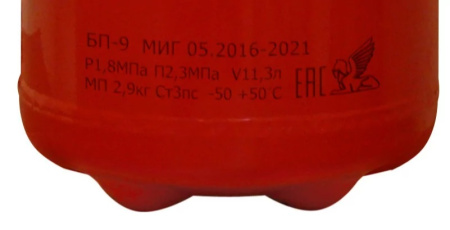 БП-9 МИГ 05.2016-2021
Р1,8МПа П2,3МПа V11,3л
МП 2,9кг Ст3пс -50 +50°С
ЕАС